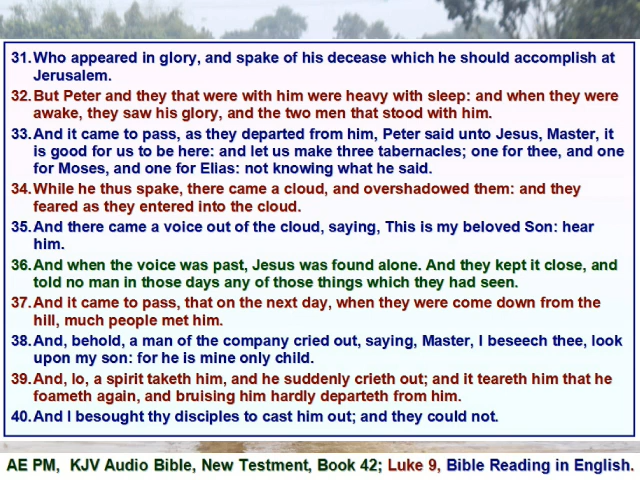 31.Who appeared in glory, and spake of his decease which he should accomplish at
Jerusalem.
32.But Peter and they that were with him were heavy with sleep: and when they were
awake, they saw his glory, and the two men that stood with him.
33.And it came to pass, as they departed from him, Peter said unto Jesus, Master, it
is good for us to be here: and let us make three tabernacles; one for thee, and one
for Moses, and one for Elias: not knowing what he said.
34.While he thus spake, there came a cloud, and overshadowed them: and they
feared as they entered into the cloud.
35.And there came a voice out of the cloud, saying, This is my beloved Son: hear
him.
36.And when the voice was past, Jesus was found alone. And they kept it close, and
told no man in those days any of those things which they had seen.
37.And it came to pass, that on the next day, when they were come down from the
hill, much people met him.
38.And, behold, a man of the company cried out, saying, Master, I beseech thee, look
upon my son: for he is mine only child.
39.And, lo, a spirit taketh him, and he suddenly crieth out; and it teareth him that he
foameth again, and bruising him hardly departeth from him.
40.And I besought thy disciples to cast him out; and they could not.
AE PM, KJV Audio Bible, New Testment, Book 42; Luke 9, Bible Reading in English.